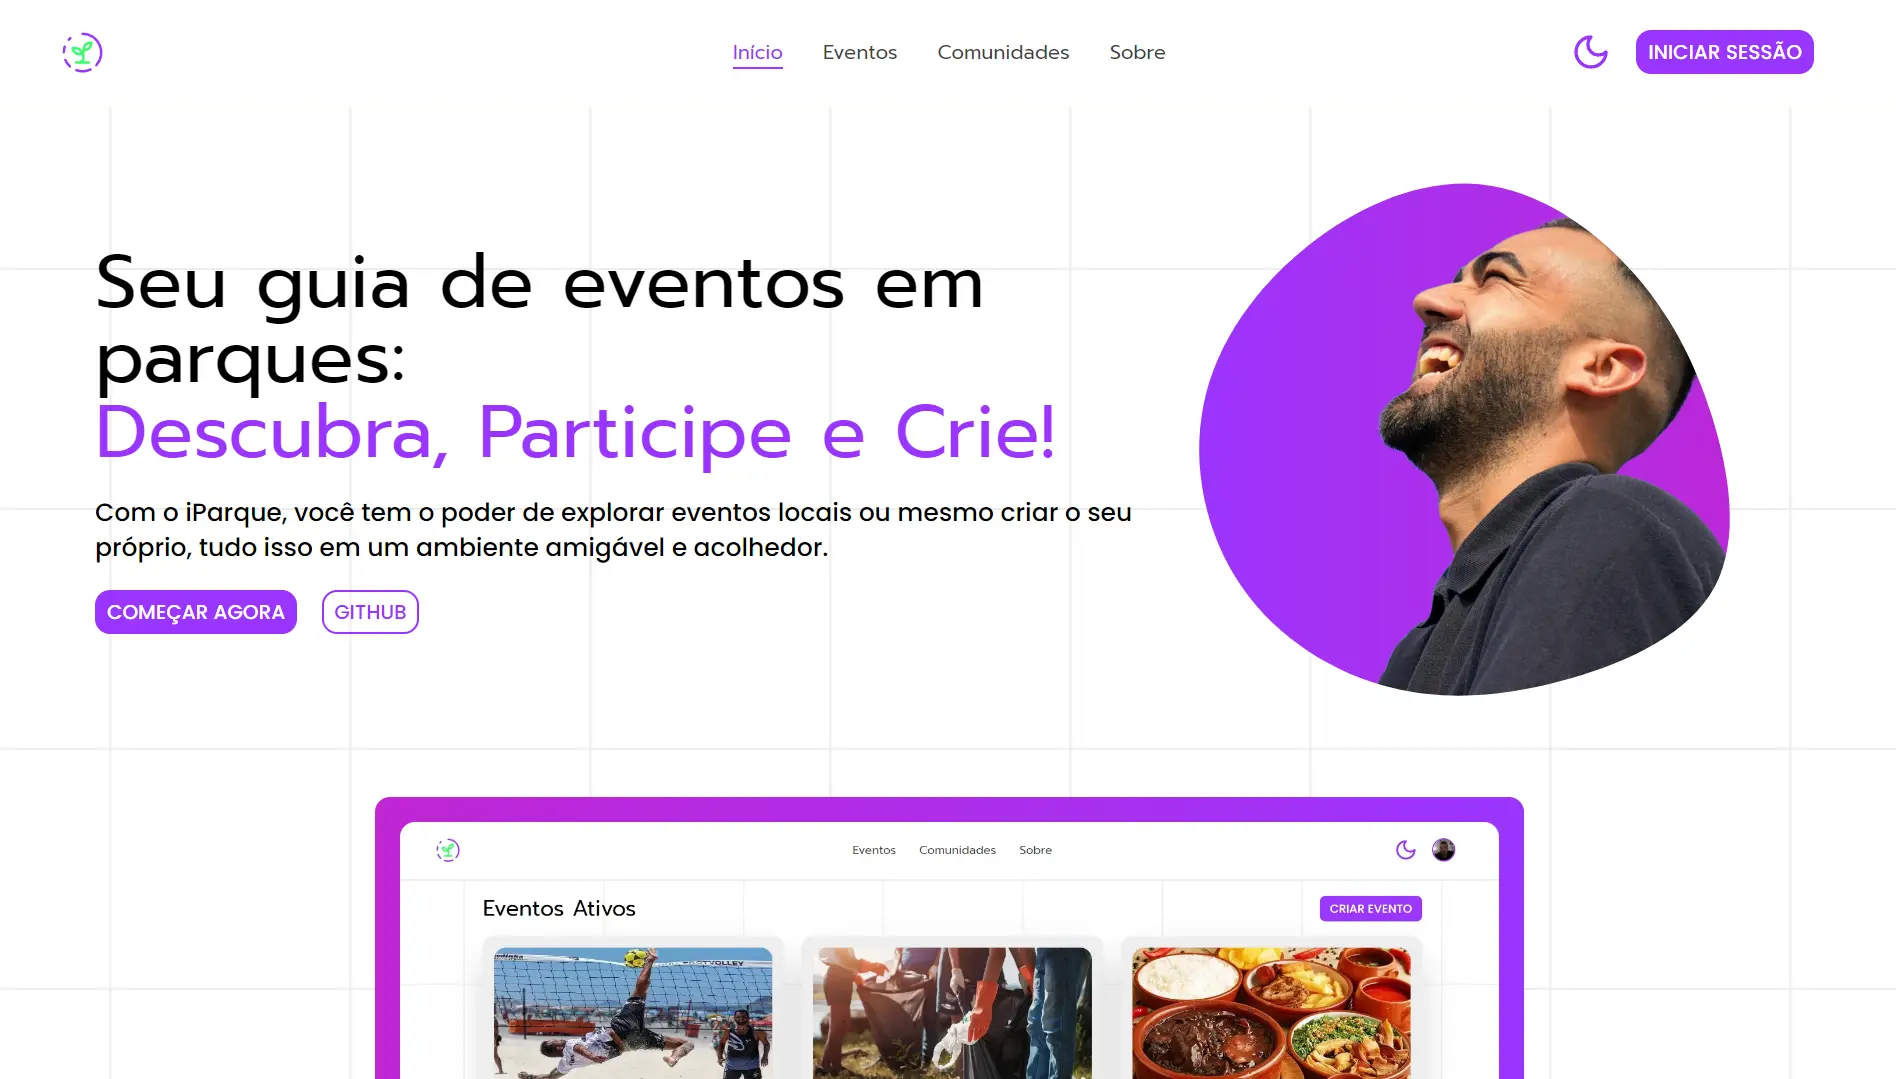 Início
Eventos
Comunidades
Sobre
INICIAR SESSÃO
Seu guia de eventos em
parques:
Descubra, Participe e Crie!
Com o iParque, você tem o poder de explorar eventos locais ou mesmo criar o seu
próprio, tudo isso em um ambiente amigável e acolhedor.
COMEÇAR AGORA
GITHUB
Eventos
Comunidades
Sobre
Eventos Ativos
CRIAR EVENTO